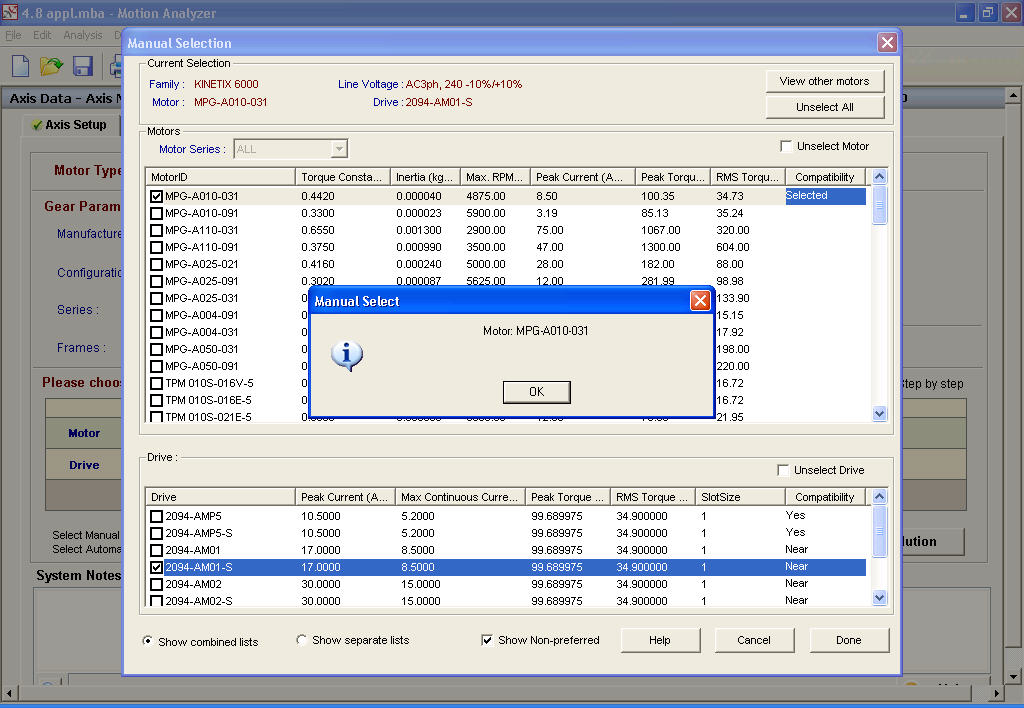 4.8 appl.mba - Motion Analyzer
File Edit Analysis
Axis Data - Axis
Axis Setup
Motor Type
Gear Param
Manufacture
Configuratio
Series :
Frames :
Please choos
Motor
Drive
Select Manual
Select Automa
System Notes
Step by step
lution
Manual Selection
Current Selection
Family : KINETIX 6000 Line Voltage : AC3ph, 240 -10%/+10%
Motor : MPG-A010-031 Drive : 2094-AM01-S
View other motors
Unselect All
Motors
Motor Series : ALL
Unselect Motor
MotorID Torque Consta... Inertia (kg... Max. RPM... Peak Current (A... Peak Torqu... RMS Torqu... Compatibility
MPG-A010-031 0.4420 0.000040 4875.00 8.50 100.35 34.73 Selected
MPG-A010-091 0.3300 0.000023 5900.00 3.19 85.13 35.24
MPG-A110-031 0.6550 0.001300 2900.00 75.00 1067.00 320.00
MPG-A110-091 0.3750 0.000990 3500.00 47.00 1300.00 604.00
MPG-A025-021 0.4160 0.000240 5000.00 28.00 182.00 88.00
MPG-A025-091 0.3020 0.000087 5625.00 12.00 281.99 98.98
MPG-A025-031 133.90
MPG-A004-091 15.15
MPG-A004-031 17.92
MPG-A050-031 198.00
MPG-A050-091 220.00
TPM 010S-016V-5 16.72
TPM 010S-016E-5 16.72
TPM 010S-021E-5 21.95
Manual Select
Motor: MPG-A010-031
OK
Drive :
Unselect Drive
Drive Peak Current (A... Max Continuous Curre... Peak Torque ... RMS Torque ... SlotSize Compatibility
2094-AMP5 10.5000 5.2000 99.689975 34.900000 1 Yes
2094-AMP5-S 10.5000 5.2000 99.689975 34.900000 1 Yes
2094-AM01 17.0000 8.5000 99.689975 34.900000 1 Near
2094-AM01-S 17.0000 8.5000 99.689975 34.900000 1 Near
2094-AM02 30.0000 15.0000 99.689975 34.900000 1 Near
2094-AM02-S 30.0000 15.0000 99.689975 34.900000 1 Near
Show combined lists Show separate lists Show Non-preferred Help Cancel Done